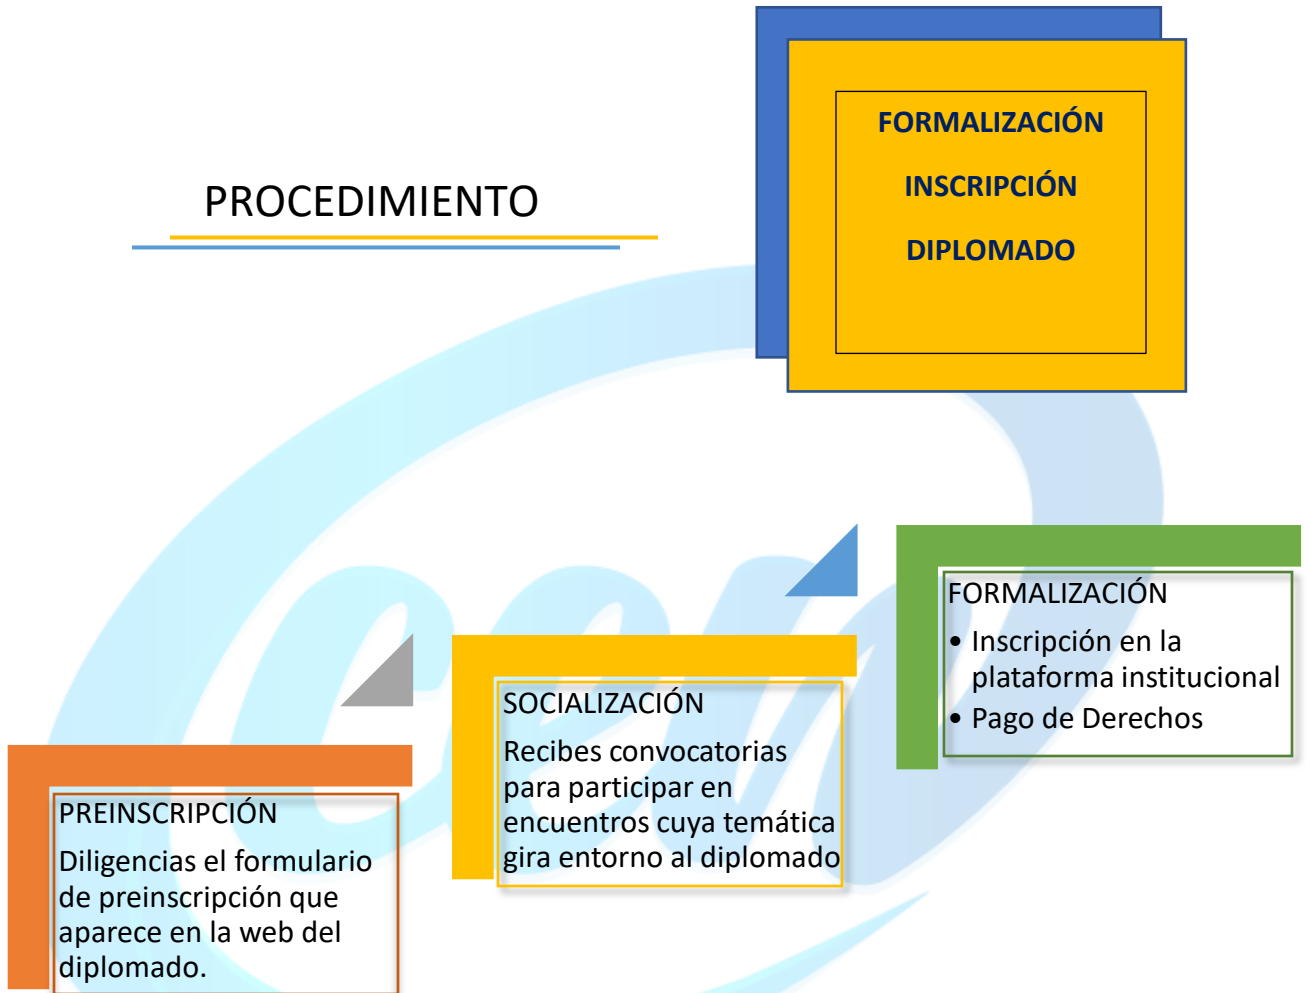 FORMALIZACIÓN
INSCRIPCIÓN
DIPLOMADO
PROCEDIMIENTO
PREINSCRIPCIÓN
Diligencias el formulario
de preinscripción que
aparece en la web del
diplomado.
SOCIALIZACIÓN
Recibes convocatorias
para participar en
encuentros cuya temática
gira entorno al diplomado
FORMALIZACIÓN
• Inscripción en la
plataforma institucional
• Pago de Derechos
cen